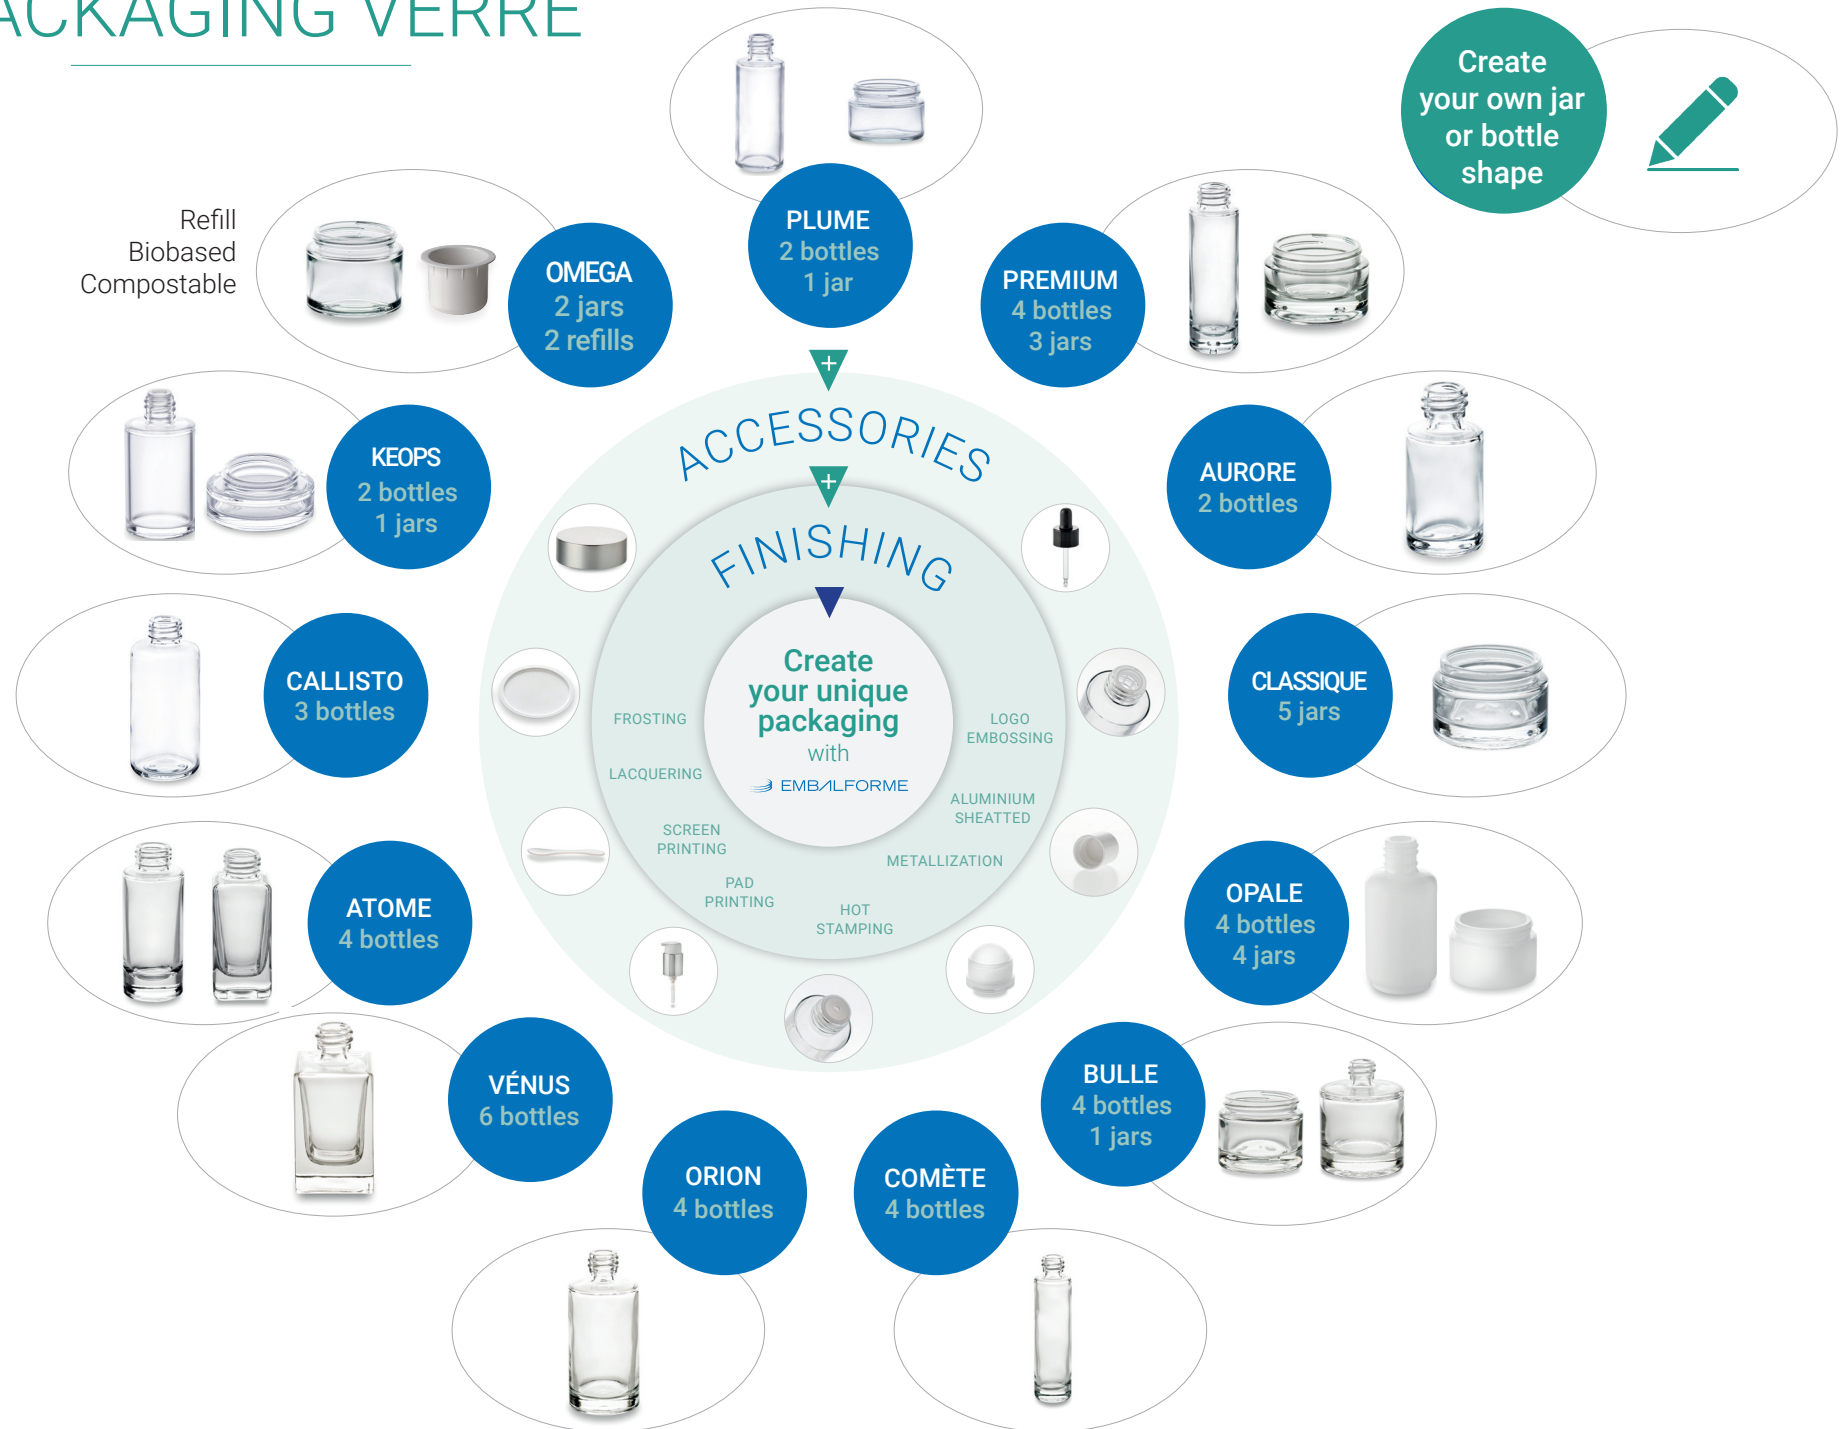 PACKAGING VERRE
Create
your own jar
or bottle
shape
PLUME
2 bottles
1 jar
Refill
Biobased
Compostable
OMEGA
2 jars
2 refills
PREMIUM
4 bottles
3 jars
KEOPS
2 bottles
1 jars
AURORE
2 bottles
CALLISTO
3 bottles
CLASSIQUE
5 jars
ATOME
4 bottles
OPALE
4 bottles
4 jars
VÉNUS
6 bottles
BULLE
4 bottles
1 jars
ORION
4 bottles
COMÈTE
4 bottles
+
ACCESSORIES
+
FINISHING
Create
your unique
packaging
with
EMBALFORME
FROSTING
LACQUERING
SCREEN
PRINTING
PAD
PRINTING
HOT
STAMPING
METALLIZATION
ALUMINIUM
SHEATTED
LOGO
EMBOSSING